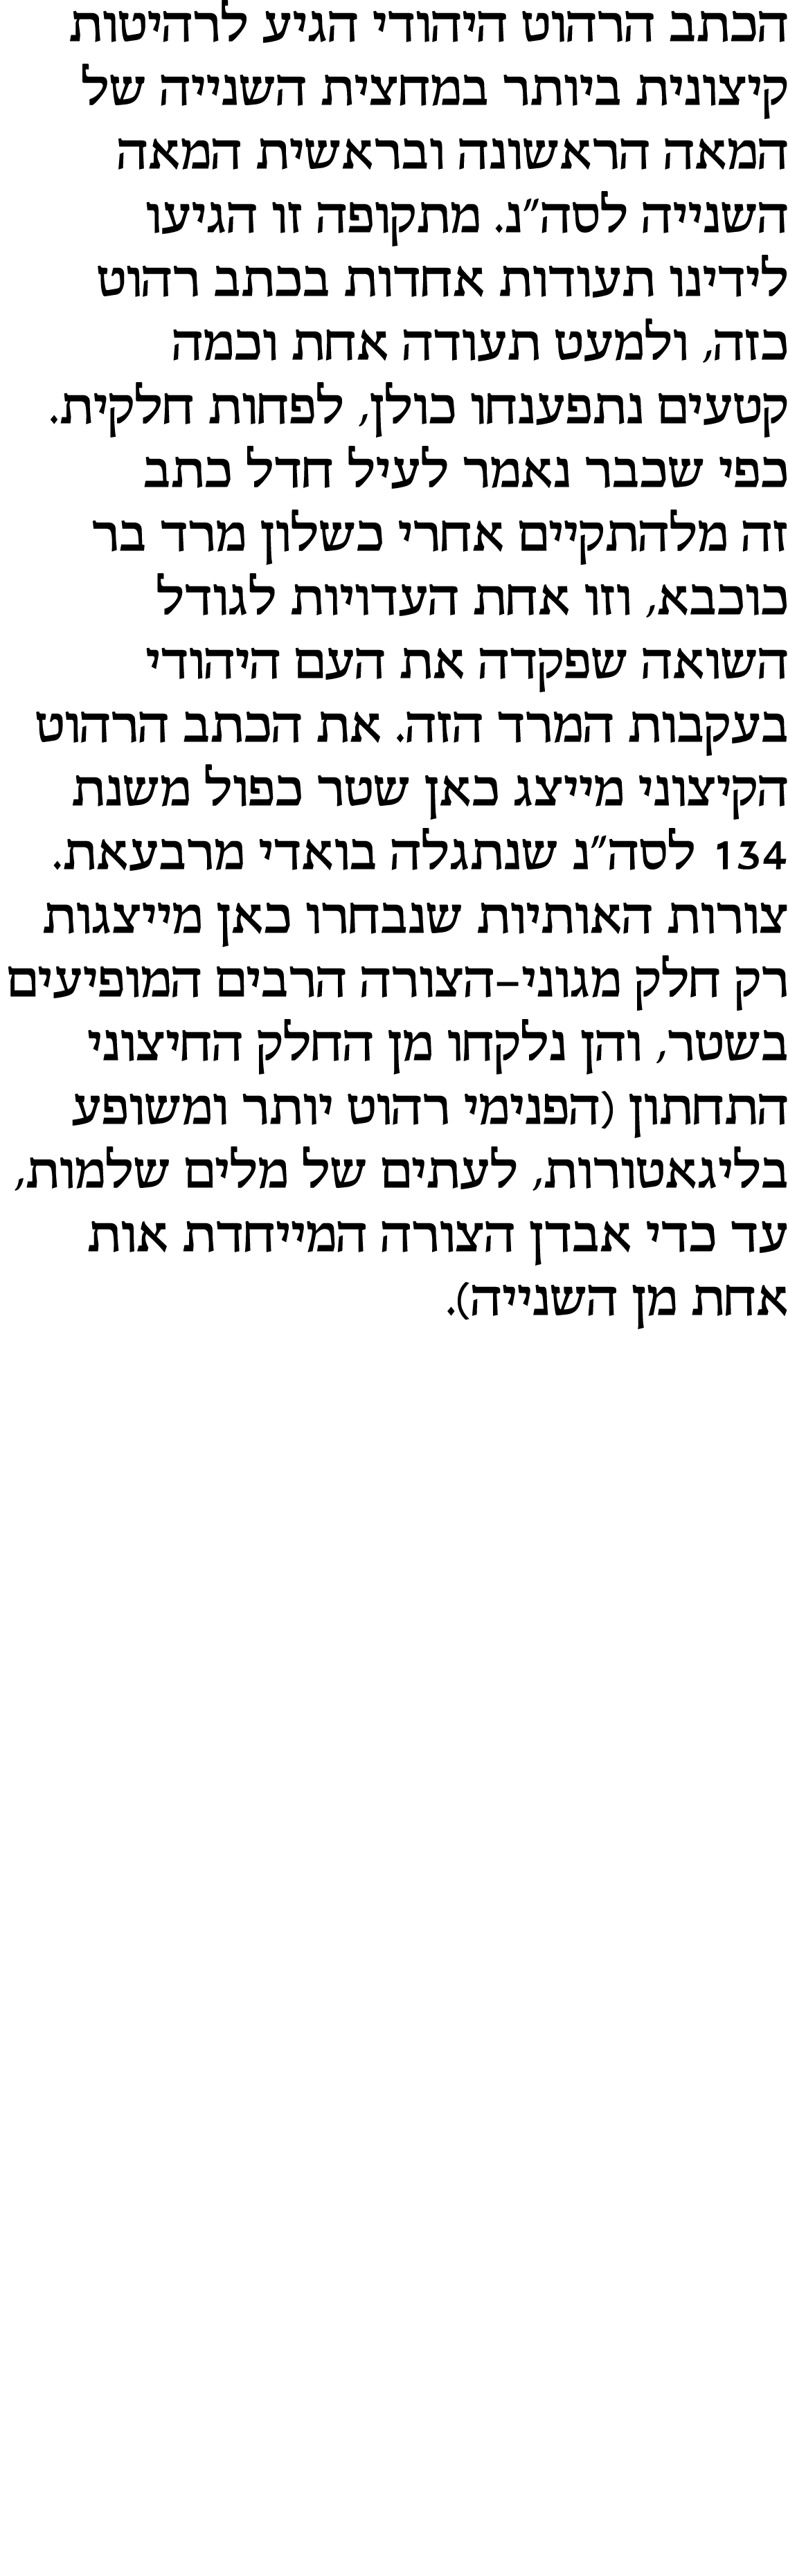 הכתב הרהוט היהודי הגיע לרהיטות
קיצונית ביותר במחצית השנייה של
המאה הראשונה ובראשית המאה
השנייה לסה״נ. מתקופה זו הגיעו
לידינו תעודות אחדות בכתב רהוט
כזה, ולמעט תעודה אחת וכמה
קטעים נתפענחו כולן, לפחות חלקית.
כפי שכבר נאמר לעיל חדל כתב
זה מלהתקיים אחרי כשלון מרד בר
כוכבא, וזו אחת העדויות לגודל
השואה שפקדה את העם היהודי
בעקבות המרד הזה. את הכתב הרהוט
הקיצוני מייצג כאן שטר כפול משנת
134 לסה״נ שנתגלה בואדי מרבעאת.
צורות האותיות שנבחרו כאן מייצגות
רק חלק מגוני–הצורה הרבים המופיעים
בשטר, והן נלקחו מן החלק החיצוני
התחתון (הפנימי רהוט יותר ומשופע
בליגאטורות, לעתים של מלים שלמות,
עד כדי אבדן הצורה המייחדת אות
אחת מן השנייה).